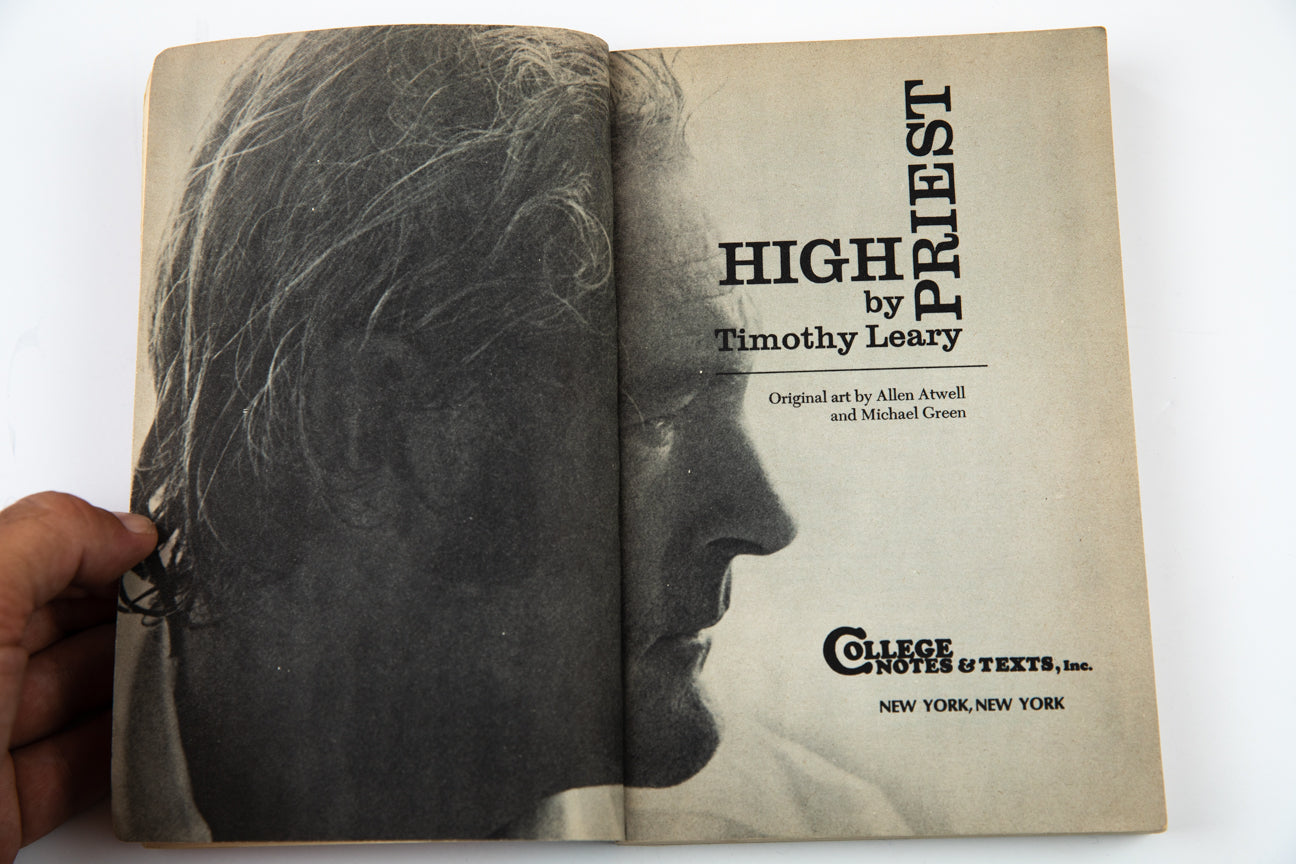 HIGH PRIEST
by
Timothy Leary
Original art by Allen Atwell
and Michael Green
COLLEGE
NOTES & TEXTS, Inc.
NEW YORK, NEW YORK